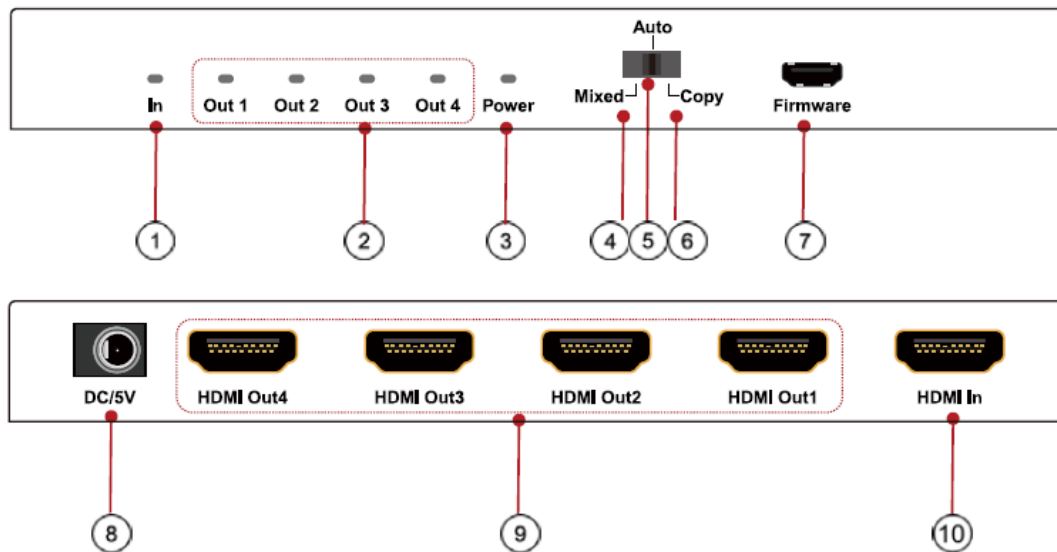 Auto
Mixed Copy
In Out 1 Out 2 Out 3 Out 4 Power Firmware
1 2 3 4 5 6 7
DC/5V HDMI Out4 HDMI Out3 HDMI Out2 HDMI Out1 HDMI In
8 9 10